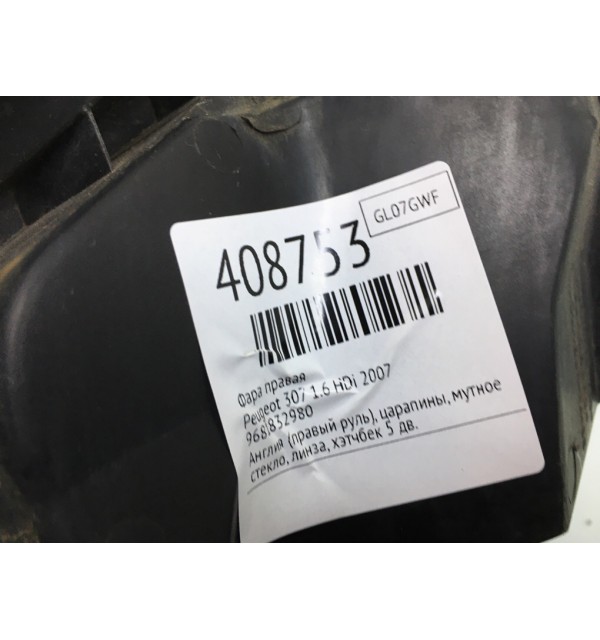 GL07GWF
408753
Фара правая
Peugeot 307 1.6 HDi 2007
968832980
Англия (правый руль), царапины, мутное
стекло, линза, хэтчбек 5 дв.